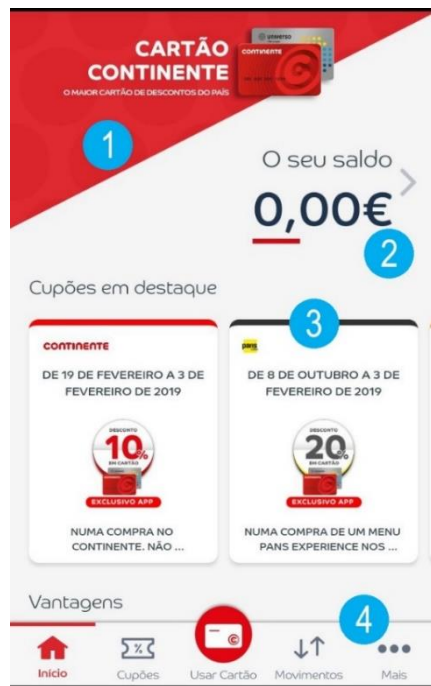 CARTÃO
CONTINENTE
O MAIOR CARTÃO DE DESCONTOS DO PAÍS
UNIVERSO
CONTINENTE
1
O seu saldo
0,00€
2
Cupões em destaque
3
CONTINENTE
DE 19 DE FEVEREIRO A 3 DE
FEVEREIRO DE 2019
DESCONTO
10%
EM CARTÃO
EXCLUSIVO APP
NUMA COMPRA NO
CONTINENTE. NÃO ...
pans
DE 8 DE OUTUBRO A 3 DE
FEVEREIRO DE 2019
DESCONTO
20%
EM CARTÃO
EXCLUSIVO APP
NUMA COMPRA DE UM MENU
PANS EXPERIENCE NOS ...
Vantagens
4
Início
Cupões
Usar Cartão
Movimentos
Mais